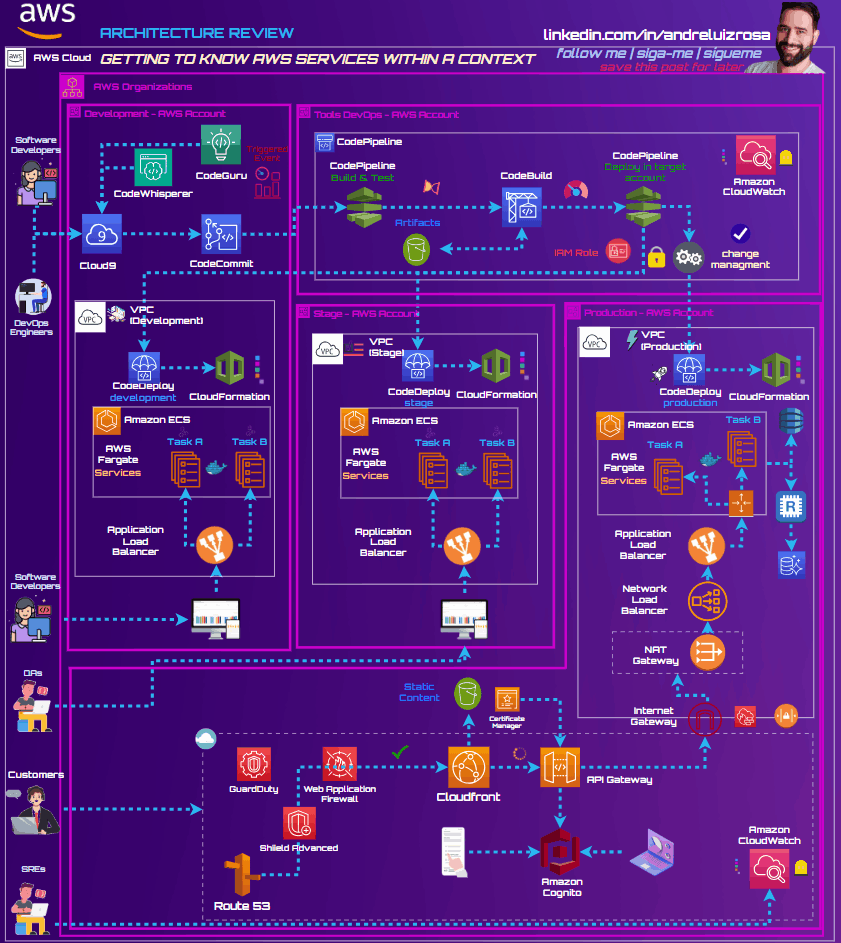 aws
ARCHITECTURE REVIEW
linkedin.com/in/andreluizrosa
follow me | siga-me | sigueme
save this post for later
aws
AWS Cloud
GETTING TO KNOW AWS SERVICES WITHIN A CONTEXT
AWS Organizations
Development - AWS Account
Tools DevOps - AWS Account
Software
Developers
CodeGuru
Triggered
Event
CodeWhisperer
CodePipeline
CodePipeline
Build & Test
CodeBuild
CodePipeline
Deploy in target
account
Amazon
CloudWatch
Artifacts
IAM Role
change
managment
9
Cloud9
CodeCommit
DevOps
Engineers
VPC
VPC
(Development)
CodeDeploy
development
CloudFormation
Amazon ECS
Task A
Task B
AWS
Fargate
Services
Application
Load
Balancer
Stage - AWS Account
VPC
VPC
(Stage)
CodeDeploy
stage
CloudFormation
Amazon ECS
Task A
Task B
AWS
Fargate
Services
Application
Load
Balancer
Production - AWS Account
VPC
VPC
(Production)
CodeDeploy
production
CloudFormation
Amazon ECS
Task B
Task A
AWS
Fargate
Services
R
Application
Load
Balancer
Network
Load
Balancer
NAT
Gateway
Internet
Gateway
Software
Developers
QAs
Customers
SREs
Static
Content
Certificate
Manager
GuardDuty
Web Application
Firewall
Cloudfront
API Gateway
Shield Advanced
Route 53
Amazon
Cognito
Amazon
CloudWatch